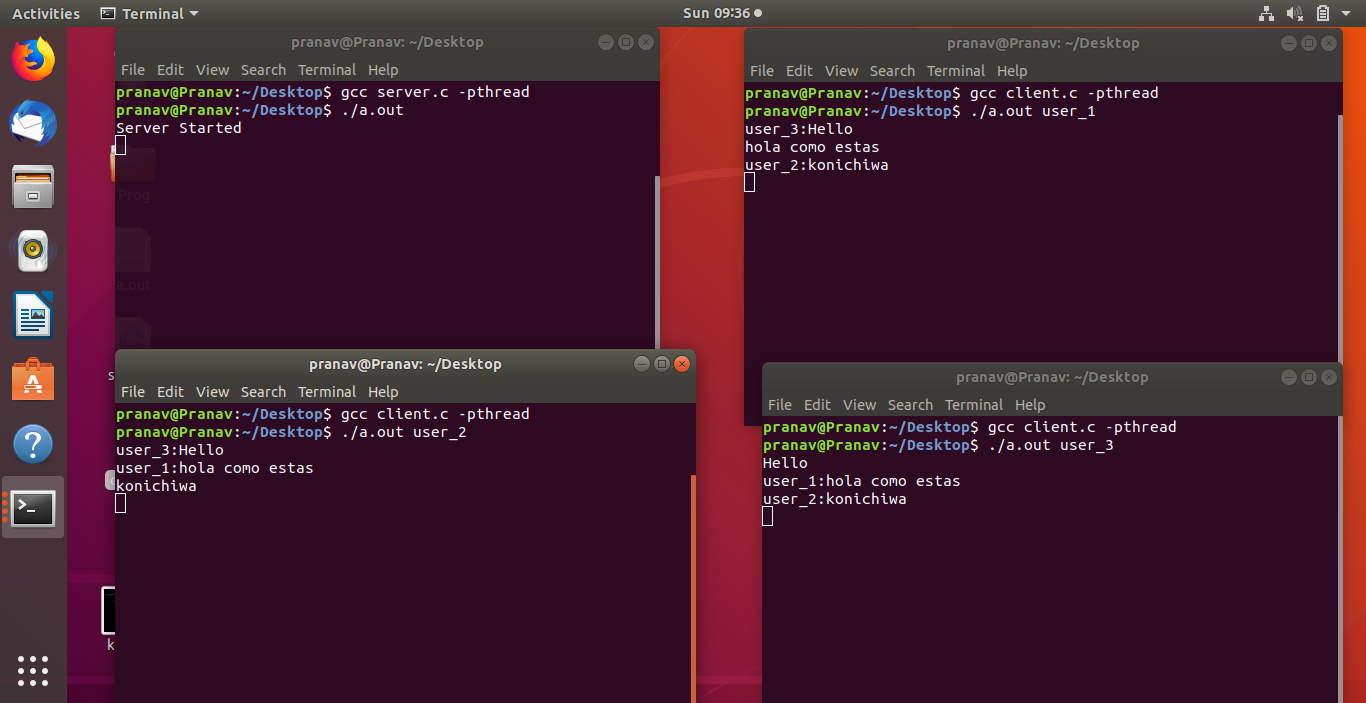 Activities Terminal Sun 09:36
pranav@Pranav: ~/Desktop
File Edit View Search Terminal Help
pranav@Pranav:~/Desktop$ gcc server.c -pthread
pranav@Pranav:~/Desktop$ ./a.out
Server Started
Prog
a.out
pranav@Pranav: ~/Desktop
File Edit View Search Terminal Help
pranav@Pranav:~/Desktop$ gcc client.c -pthread
pranav@Pranav:~/Desktop$ ./a.out user_1
user_3:Hello
hola como estas
user_2:konichiwa
pranav@Pranav: ~/Desktop
File Edit View Search Terminal Help
pranav@Pranav:~/Desktop$ gcc client.c -pthread
pranav@Pranav:~/Desktop$ ./a.out user_2
user_3:Hello
user_1:hola como estas
konichiwa
pranav@Pranav: ~/Desktop
File Edit View Search Terminal Help
pranav@Pranav:~/Desktop$ gcc client.c -pthread
pranav@Pranav:~/Desktop$ ./a.out user_3
Hello
user_1:hola como estas
user_2:konichiwa